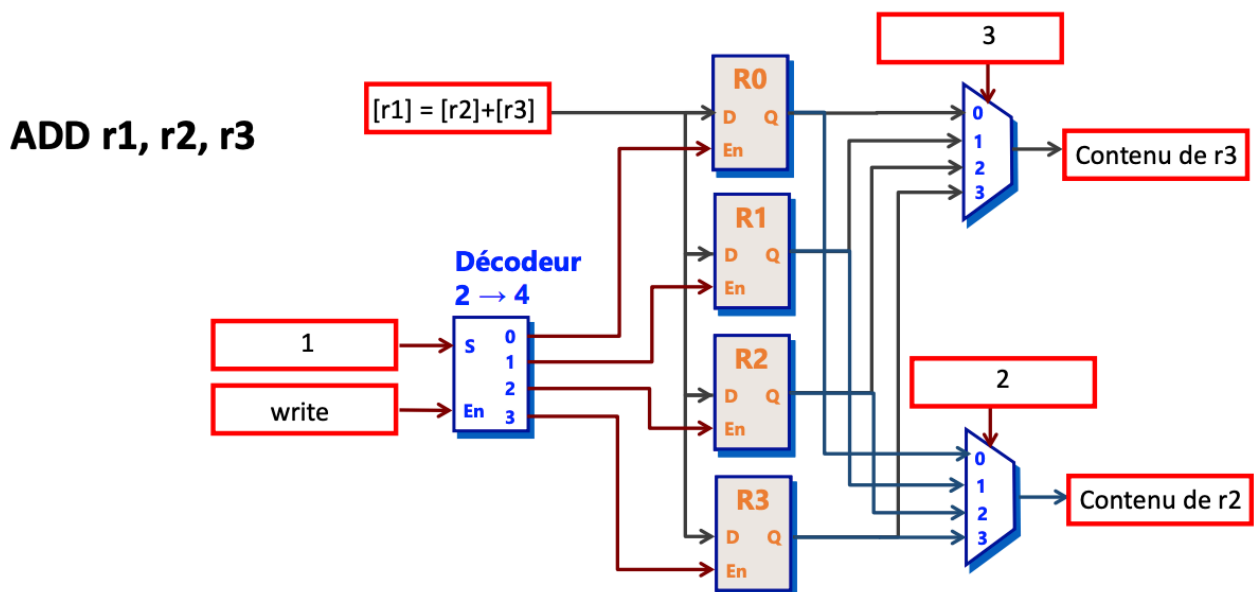 ADD r1, r2, r3
[r1] = [r2]+[r3]
3
R0
D Q
En
0
1
2
3
Contenu de r3
R1
D Q
En
Décodeur
2 → 4
1
write
S
En
0
1
2
3
R2
D Q
En
2
0
1
2
3
Contenu de r2
R3
D Q
En